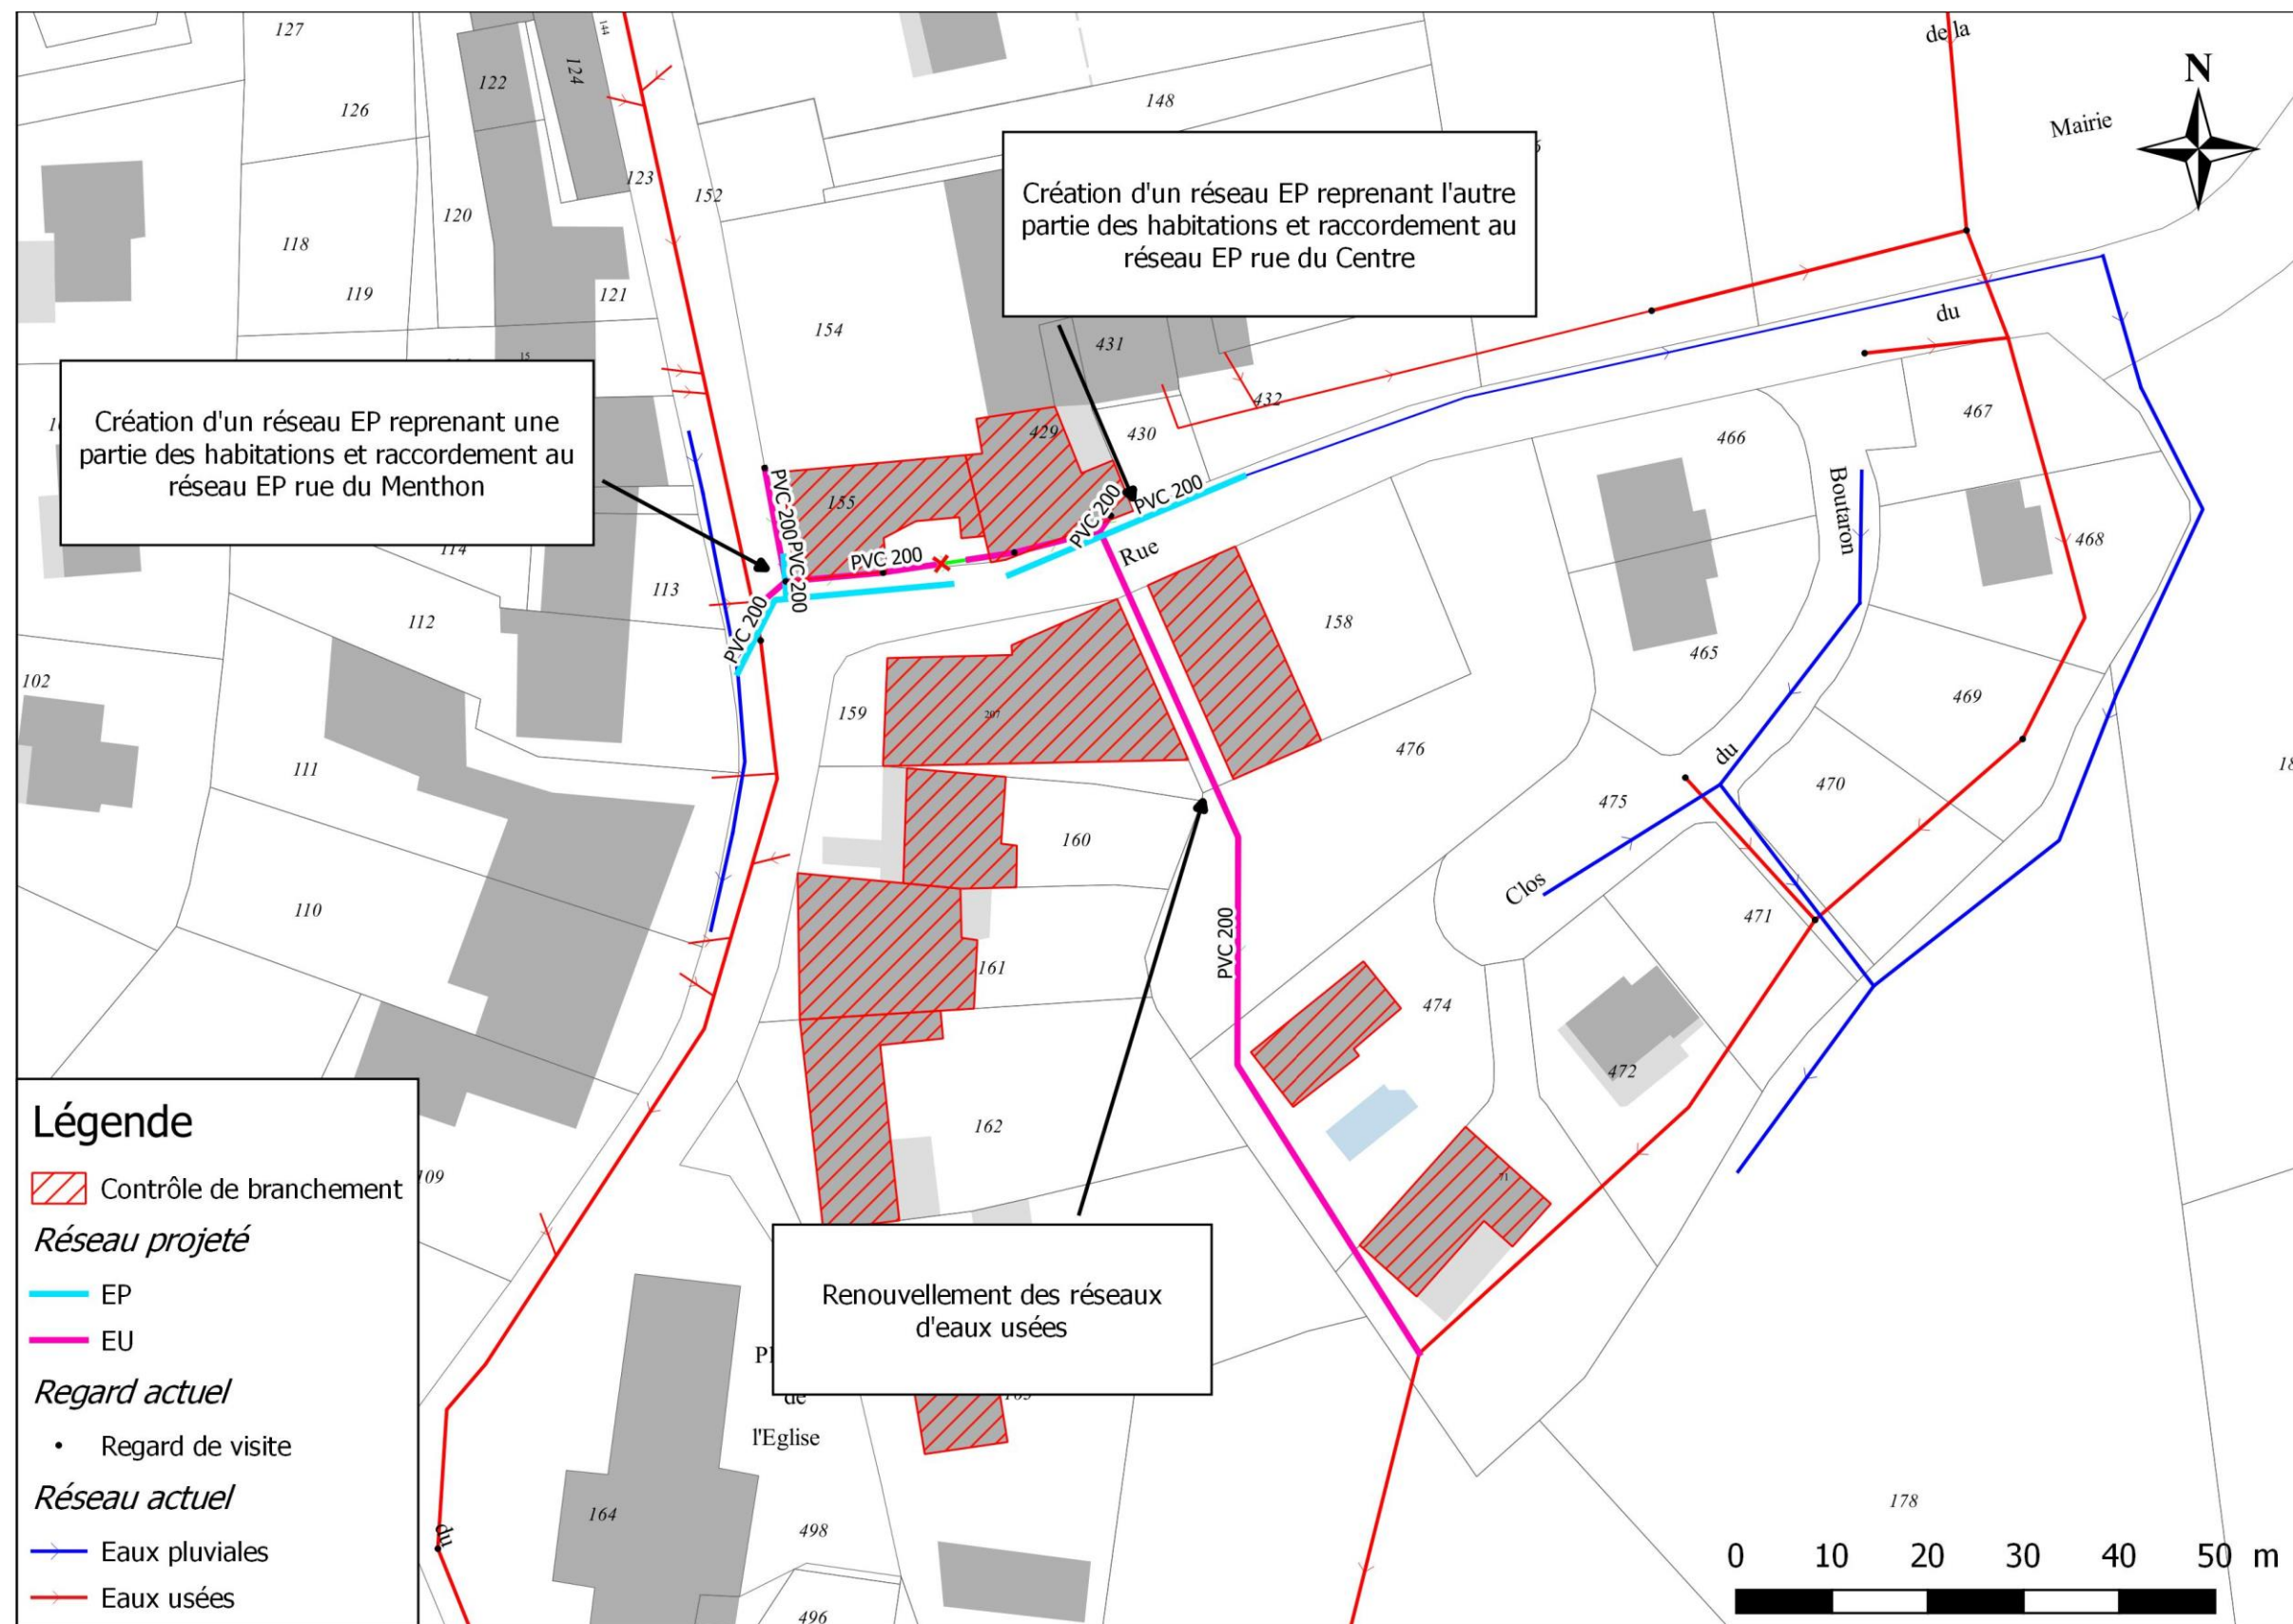 127
122
124
144
126
148
de la
N
Mairie
123
152
120
118
119
121
154
Création d'un réseau EP reprenant l'autre
partie des habitations et raccordement au
réseau EP rue du Centre
431
432
du
15
Création d'un réseau EP reprenant une
partie des habitations et raccordement au
réseau EP rue du Menthon
429
430
466
467
155
PVC 200
PVC 200
PVC 200
PVC 200
PVC 200
PVC 200
Rue
Boutaron
468
114
113
112
158
465
102
159
207
476
469
du
111
160
475
470
110
161
Clos
471
PVC 200
474
472
162
109
71
Renouvellement des réseaux
d'eaux usées
de
l'Eglise
164
498
496
178
du
Légende
Contrôle de branchement
Réseau projeté
EP
EU
Regard actuel
Regard de visite
Réseau actuel
Eaux pluviales
Eaux usées
0 10 20 30 40 50 m